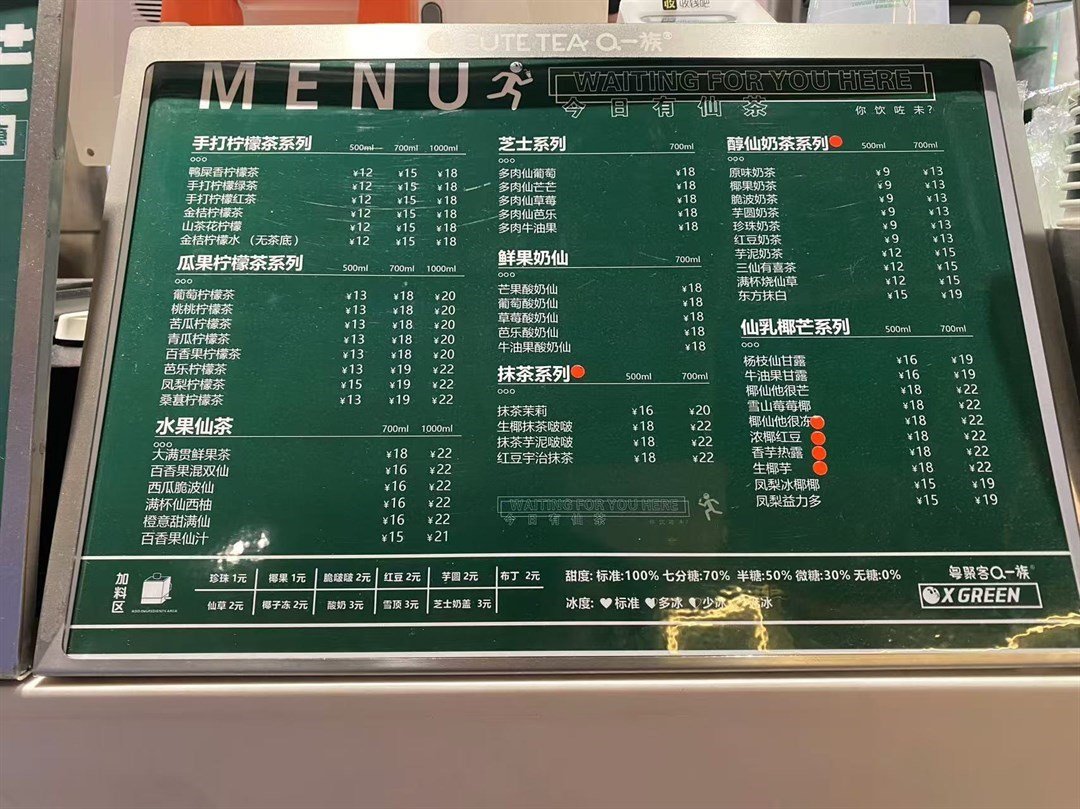 收钱吧
CUTE TEA Q一族®
MENU
WAITING FOR YOU HERE
今日有仙茶
你饮咗未?
手打柠檬茶系列 500ml 700ml 1000ml
鸭屎香柠檬茶 ¥12 ¥15 ¥18
手打柠檬绿茶 ¥12 ¥15 ¥18
手打柠檬红茶 ¥12 ¥15 ¥18
金桔柠檬茶 ¥12 ¥15 ¥18
山茶花柠檬 ¥12 ¥15 ¥18
金桔柠檬水 (无茶底) ¥12 ¥15 ¥18
瓜果柠檬茶系列 500ml 700ml 1000ml
葡萄柠檬茶 ¥13 ¥18 ¥20
桃桃柠檬茶 ¥13 ¥18 ¥20
苦瓜柠檬茶 ¥13 ¥18 ¥20
青瓜柠檬茶 ¥13 ¥18 ¥20
百香果柠檬茶 ¥13 ¥18 ¥20
芭乐柠檬茶 ¥13 ¥19 ¥22
凤梨柠檬茶 ¥15 ¥19 ¥22
桑葚柠檬茶 ¥13 ¥19 ¥22
水果仙茶 700ml 1000ml
大满贯鲜果茶 ¥18 ¥22
百香果混双仙 ¥16 ¥22
西瓜脆波仙 ¥16 ¥22
满杯仙西柚 ¥16 ¥22
橙意甜满仙 ¥16 ¥22
百香果仙汁 ¥15 ¥21
芝士系列 700ml
多肉仙葡萄 ¥18
多肉仙芒芒 ¥18
多肉仙草莓 ¥18
多肉仙芭乐 ¥18
多肉牛油果 ¥18
鲜果奶仙 700ml
芒果酸奶仙 ¥18
葡萄酸奶仙 ¥18
草莓酸奶仙 ¥18
芭乐酸奶仙 ¥18
牛油果酸奶仙 ¥18
抹茶系列 500ml 700ml
抹茶茉莉 ¥16 ¥20
生椰抹茶啵啵 ¥18 ¥22
抹茶芋泥啵啵 ¥18 ¥22
红豆宇治抹茶 ¥18 ¥22
WAITING FOR YOU HERE
今日有仙茶
你饮咗未?
醇仙奶茶系列 500ml 700ml
原味奶茶 ¥9 ¥13
椰果奶茶 ¥9 ¥13
脆波奶茶 ¥9 ¥13
芋圆奶茶 ¥9 ¥13
珍珠奶茶 ¥9 ¥13
红豆奶茶 ¥9 ¥13
芋泥奶茶 ¥12 ¥15
三仙有喜茶 ¥12 ¥15
满杯烧仙草 ¥12 ¥15
东方抹白 ¥15 ¥19
仙乳椰芒系列 500ml 700ml
杨枝仙甘露 ¥16 ¥19
牛油果甘露 ¥16 ¥19
椰仙他很芒 ¥18 ¥22
雪山莓莓椰 ¥18 ¥22
椰仙他很冻 ¥18 ¥22
浓椰红豆 ¥18 ¥22
香芋热露 ¥18 ¥22
生椰芋 ¥18 ¥22
凤梨冰椰椰 ¥15 ¥19
凤梨益力多 ¥15 ¥19
加料区
ADD INGREDIENTS AREA
珍珠 1元 椰果 1元 脆啵啵 2元 红豆 2元 芋圆 2元 布丁 2元
仙草 2元 椰子冻 2元 酸奶 3元 雪顶 3元 芝士奶盖 3元
甜度: 标准:100% 七分糖:70% 半糖:50% 微糖:30% 无糖:0%
冰度: 标准 多冰 少冰 冰
粤聚客Q一族®
X GREEN